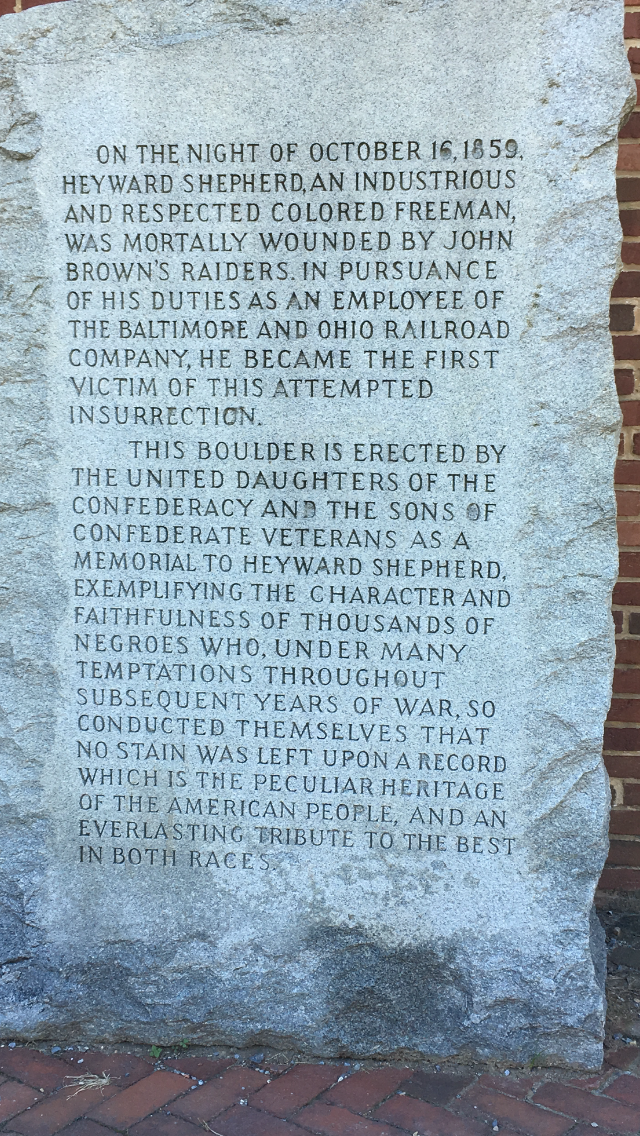 ON THE NIGHT OF OCTOBER 16, 1859,
HEYWARD SHEPHERD, AN INDUSTRIOUS
AND RESPECTED COLORED FREEMAN,
WAS MORTALLY WOUNDED BY JOHN
BROWN'S RAIDERS. IN PURSUANCE
OF HIS DUTIES AS AN EMPLOYEE OF
THE BALTIMORE AND OHIO RAILROAD
COMPANY, HE BECAME THE FIRST
VICTIM OF THIS ATTEMPTED
INSURRECTION.
THIS BOULDER IS ERECTED BY
THE UNITED DAUGHTERS OF THE
CONFEDERACY AND THE SONS OF
CONFEDERATE VETERANS AS A
MEMORIAL TO HEYWARD SHEPHERD,
EXEMPLIFYING THE CHARACTER AND
FAITHFULNESS OF THOUSANDS OF
NEGROES WHO, UNDER MANY
TEMPTATIONS THROUGHOUT
SUBSEQUENT YEARS OF WAR, SO
CONDUCTED THEMSELVES THAT
NO STAIN WAS LEFT UPON A RECORD
WHICH IS THE PECULIAR HERITAGE
OF THE AMERICAN PEOPLE, AND AN
EVERLASTING TRIBUTE TO THE BEST
IN BOTH RACES.